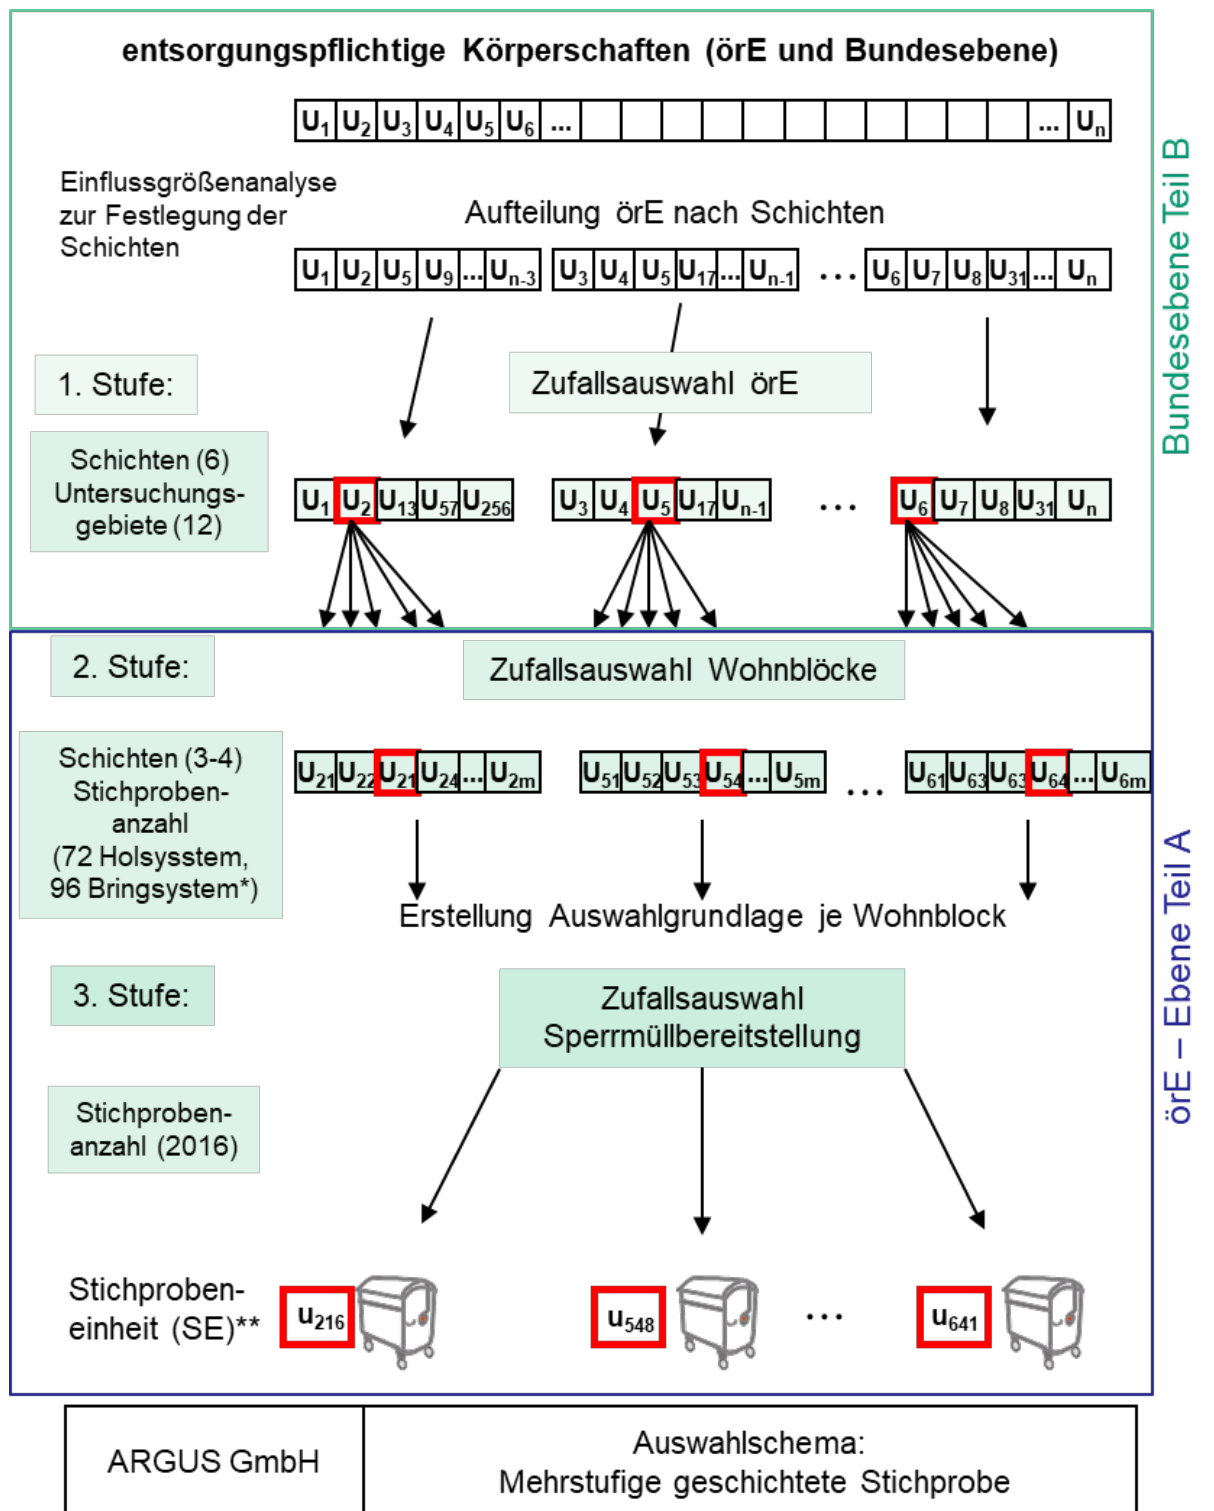 entsorgungspflichtige Körperschaften (örE und Bundesebene)
U1 U2 U3 U4 U5 U6 ... ... Un
Einflussgrößenanalyse
zur Festlegung der
Schichten
Aufteilung örE nach Schichten
U1 U2 U5 U9 ... Un-3 U3 U4 U5 U17 ... Un-1 ... U6 U7 U8 U31 ... Un
1. Stufe:
Zufallsauswahl örE
Schichten (6)
Untersuchungs-
gebiete (12)
U1 U2 U13 U57 U256 U3 U4 U5 U17 Un-1 ... U6 U7 U8 U31 Un
Bundesebene Teil B
2. Stufe:
Zufallsauswahl Wohnblöcke
Schichten (3-4)
Stichproben-
anzahl
(72 Holsysstem,
96 Bringsystem*)
U21 U22 U21 U24 ... U2m U51 U52 U53 U54 ... U5m ... U61 U63 U63 U64 ... U6m
Erstellung Auswahlgrundlage je Wohnblock
3. Stufe:
Zufallsauswahl
Sperrmüllbereitstellung
Stichproben-
anzahl (2016)
Stichproben-
einheit (SE)**
u216 u548 ... u641
örE – Ebene Teil A
ARGUS GmbH
Auswahlschema:
Mehrstufige geschichtete Stichprobe